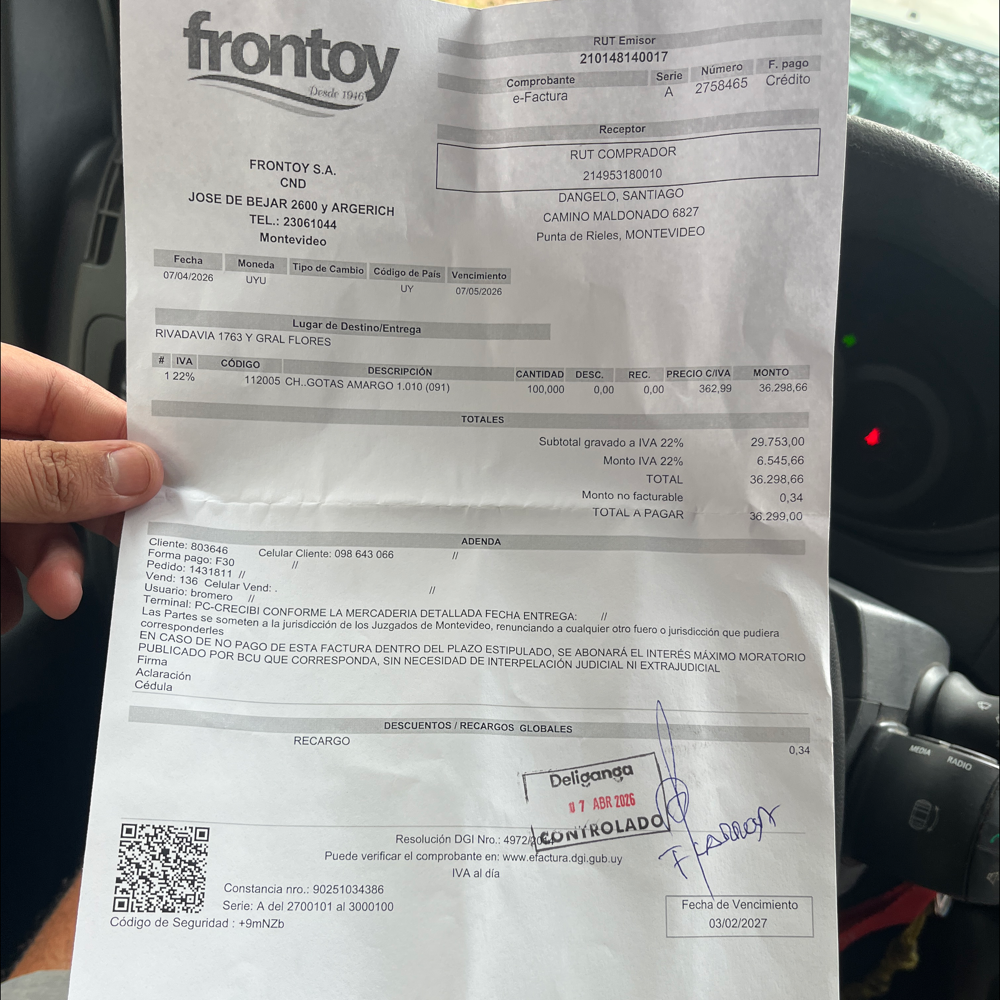 frontoy
Desde 1946
RUT Emisor
210148140017
Comprobante Serie Número F. pago
e-Factura A 2758465 Crédito
Receptor
RUT COMPRADOR
214953180010
DANGELO, SANTIAGO
CAMINO MALDONADO 6827
Punta de Rieles, MONTEVIDEO
FRONTOY S.A.
CND
JOSE DE BEJAR 2600 y ARGERICH
TEL.: 23061044
Montevideo
Fecha Moneda Tipo de Cambio Código de País Vencimiento
07/04/2026 UYU UY 07/05/2026
Lugar de Destino/Entrega
RIVADAVIA 1763 Y GRAL FLORES
# IVA CÓDIGO DESCRIPCIÓN CANTIDAD DESC. REC. PRECIO C/IVA MONTO
1 22% 112005 CH..GOTAS AMARGO 1.010 (091) 100,000 0,00 0,00 362,99 36.298,66
TOTALES
Subtotal gravado a IVA 22% 29.753,00
Monto IVA 22% 6.545,66
TOTAL 36.298,66
Monto no facturable 0,34
TOTAL A PAGAR 36.299,00
ADENDA
Cliente: 803646 Celular Cliente: 098 643 066 //
Forma pago: F30 //
Pedido: 1431811 //
Vend: 136 Celular Vend: . //
Usuario: bromero //
Terminal: PC-CRECIBI CONFORME LA MERCADERIA DETALLADA FECHA ENTREGA: //
Las Partes se someten a la jurisdicción de los Juzgados de Montevideo, renunciando a cualquier otro fuero o jurisdicción que pudiera
corresponderles
EN CASO DE NO PAGO DE ESTA FACTURA DENTRO DEL PLAZO ESTIPULADO, SE ABONARÁ EL INTERÉS MÁXIMO MORATORIO
PUBLICADO POR BCU QUE CORRESPONDA, SIN NECESIDAD DE INTERPELACIÓN JUDICIAL NI EXTRAJUDICIAL
Firma
Aclaración
Cédula
DESCUENTOS / RECARGOS GLOBALES
RECARGO 0,34
Deliganga
07 ABR 2026
CONTROLADO
Resolución DGI Nro.: 4972/
Puede verificar el comprobante en: www.efactura.dgi.gub.uy
IVA al día
Constancia nro.: 90251034386
Serie: A del 2700101 al 3000100
Código de Seguridad : +9mNZb
Fecha de Vencimiento
03/02/2027
MEDIA RADIO